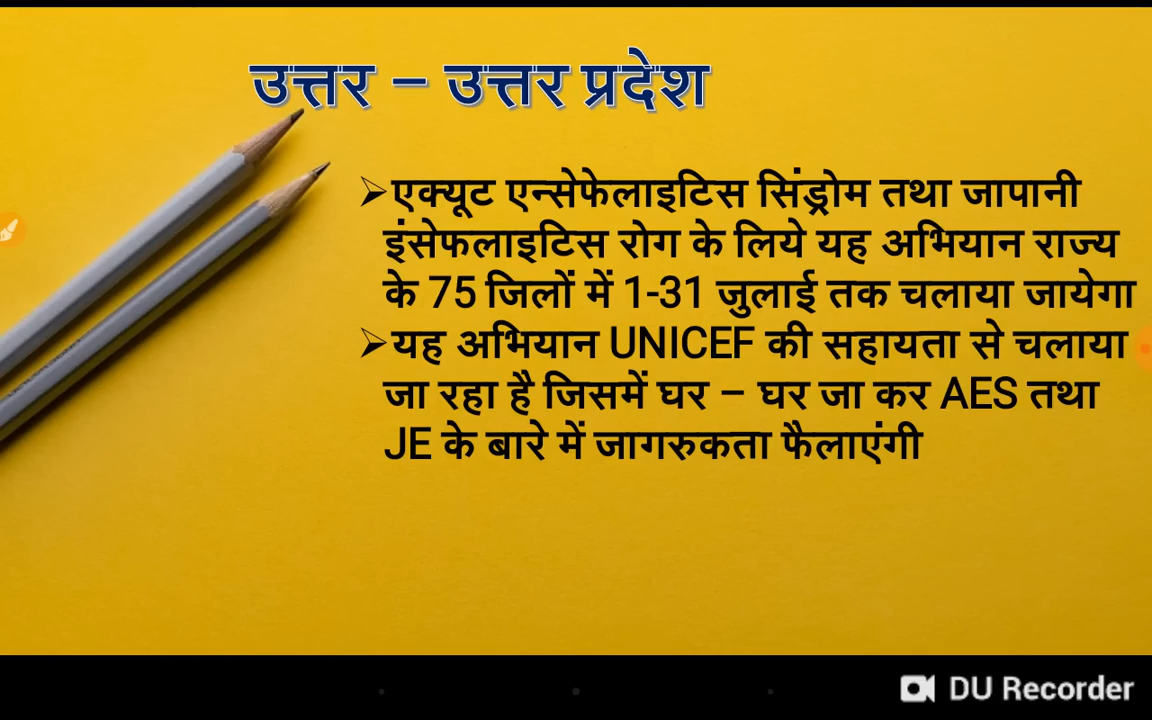 उत्तर – उत्तर प्रदेश
➢एक्यूट एन्सेफेलाइटिस सिंड्रोम तथा जापानी
इंसेफलाइटिस रोग के लिये यह अभियान राज्य
के 75 जिलों में 1-31 जुलाई तक चलाया जायेगा
➢यह अभियान UNICEF की सहायता से चलाया
जा रहा है जिसमें घर – घर जा कर AES तथा
JE के बारे में जागरुकता फैलाएंगी
DU Recorder